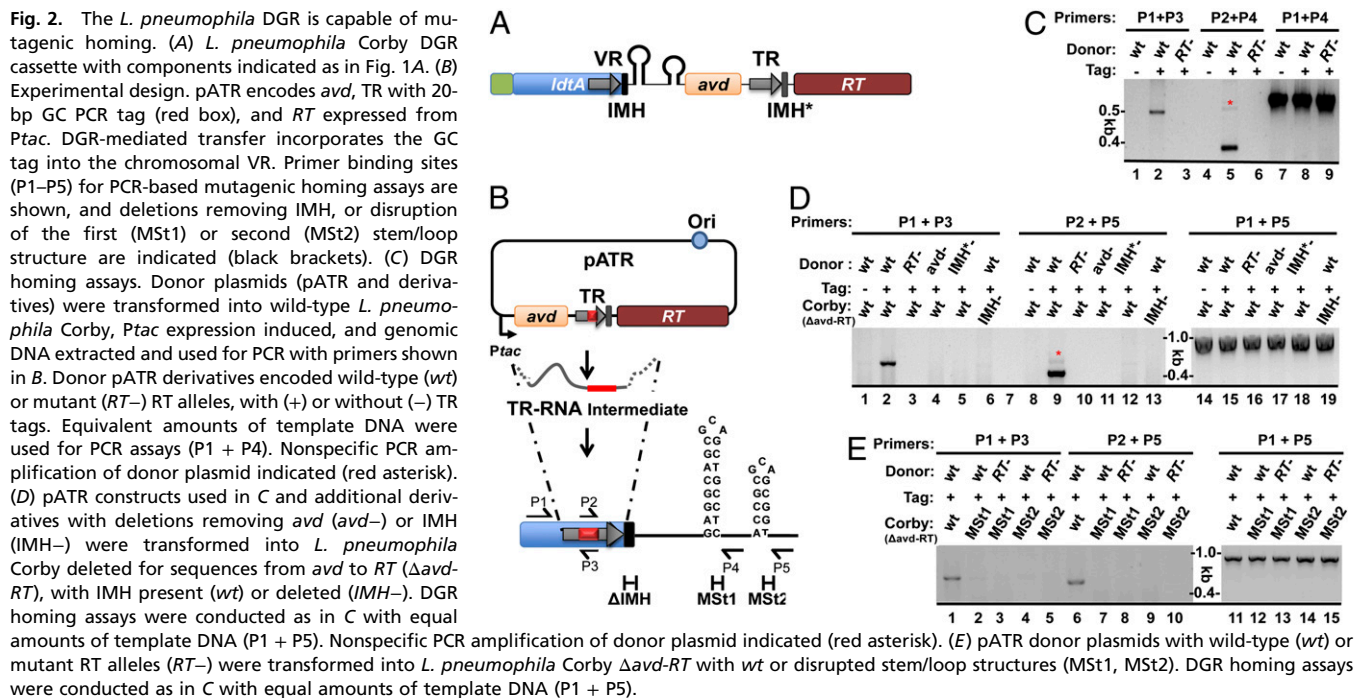 Fig. 2. The L. pneumophila DGR is capable of mu-
tagenic homing. (A) L. pneumophila Corby DGR
cassette with components indicated as in Fig. 1A. (B)
Experimental design. pATR encodes avd, TR with 20-
bp GC PCR tag (red box), and RT expressed from
Ptac. DGR-mediated transfer incorporates the GC
tag into the chromosomal VR. Primer binding sites
(P1–P5) for PCR-based mutagenic homing assays are
shown, and deletions removing IMH, or disruption
of the first (MSt1) or second (MSt2) stem/loop
structure are indicated (black brackets). (C) DGR
homing assays. Donor plasmids (pATR and deriva-
tives) were transformed into wild-type L. pneumo-
phila Corby, Ptac expression induced, and genomic
DNA extracted and used for PCR with primers shown
in B. Donor pATR derivatives encoded wild-type (wt)
or mutant (RT−) RT alleles, with (+) or without (−) TR
tags. Equivalent amounts of template DNA were
used for PCR assays (P1 + P4). Nonspecific PCR am-
plification of donor plasmid indicated (red asterisk).
(D) pATR constructs used in C and additional deriv-
atives with deletions removing avd (avd−) or IMH
(IMH−) were transformed into L. pneumophila
Corby deleted for sequences from avd to RT (Δavd-
RT), with IMH present (wt) or deleted (IMH−). DGR
homing assays were conducted as in C with equal
amounts of template DNA (P1 + P5). Nonspecific PCR amplification of donor plasmid indicated (red asterisk). (E) pATR donor plasmids with wild-type (wt) or
mutant RT alleles (RT−) were transformed into L. pneumophila Corby Δavd-RT with wt or disrupted stem/loop structures (MSt1, MSt2). DGR homing assays
were conducted as in C with equal amounts of template DNA (P1 + P5).
A
VR TR
ldtA avd RT
IMH IMH*
B
Ori
pATR
TR
avd RT
Ptac
TR-RNA Intermediate
P1 P2
P3 P4 P5
G C A
C G
C G
A T
C G
G C
G C
A T
G C
G C A
G C
C G
C G
G G
A T
ΔIMH MSt1 MSt2
C
Primers: P1+P3 P2+P4 P1+P4
Donor: wt wt RT- wt wt RT- wt wt RT-
Tag: - + + - + + - + +
*
0.5-
kb
0.4-
1 2 3 4 5 6 7 8 9
D
Primers: P1 + P3 P2 + P5 P1 + P5
Donor : wt wt RT- avd- IMH*- wt wt wt RT- avd- IMH*- wt wt wt RT- avd- IMH*- wt
Tag: - + + + + + - + + + + + - + + + + +
Corby: wt wt wt wt wt IMH- wt wt wt wt wt IMH- wt wt wt wt wt IMH-
(Δavd-RT)
*
-1.0-
kb
-0.4-
1 2 3 4 5 6 7 8 9 10 11 12 13 14 15 16 17 18 19
E
Primers: P1 + P3 P2 + P5 P1 + P5
Donor: wt wt RT- wt RT- wt wt RT- wt RT- wt wt RT- wt RT-
Tag: + + + + + + + + + + + + + + +
Corby: wt MSt1 MSt1 MSt2 MSt2 wt MSt1 MSt1 MSt2 MSt2 wt MSt1 MSt1 MSt2 MSt2
(Δavd-RT)
-1.0-
kb
-0.4-
1 2 3 4 5 6 7 8 9 10 11 12 13 14 15